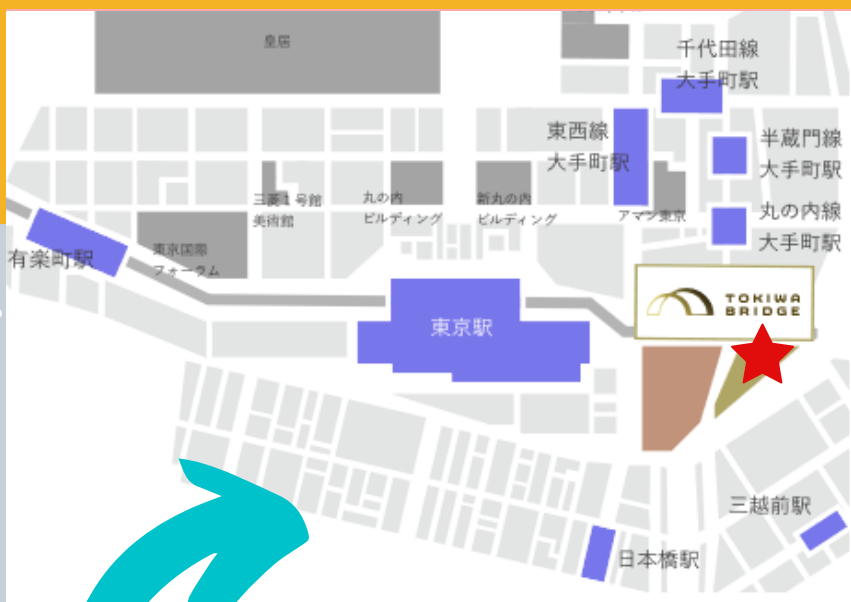 皇居
千代田線
大手町駅
東西線
大手町駅
半蔵門線
大手町駅
三菱1号館
美術館
丸の内
ビルディング
新丸の内
ビルディング
アマン東京
丸の内線
大手町駅
有楽町駅
東京国際
フォーラム
東京駅
TOKIWA
BRIDGE
三越前駅
日本橋駅